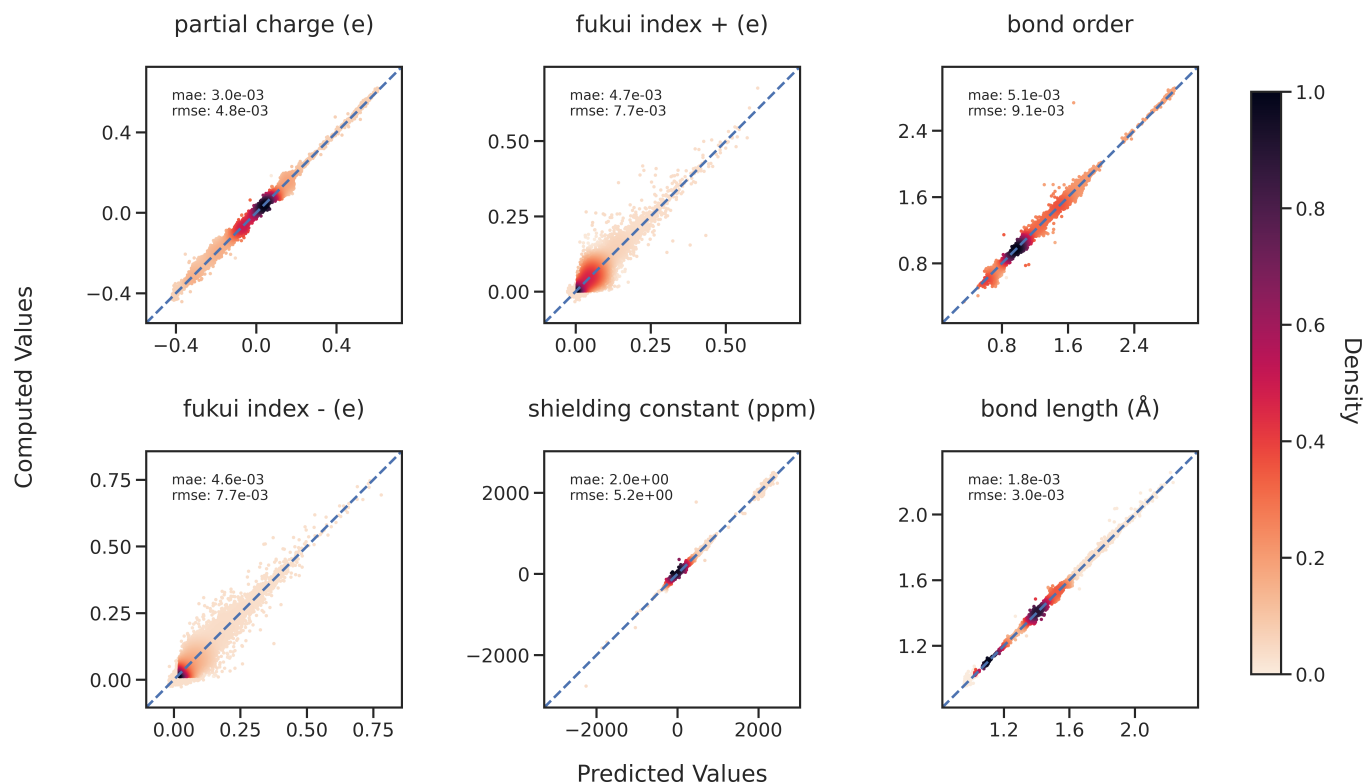 partial charge (e)
mae: 3.0e-03
rmse: 4.8e-03
0.4
0.0
−0.4
−0.4 0.0 0.4
fukui index + (e)
mae: 4.7e-03
rmse: 7.7e-03
0.50
0.25
0.00
0.00 0.25 0.50
bond order
mae: 5.1e-03
rmse: 9.1e-03
2.4
1.6
0.8
0.8 1.6 2.4
fukui index - (e)
mae: 4.6e-03
rmse: 7.7e-03
0.75
0.50
0.25
0.00
0.00 0.25 0.50 0.75
shielding constant (ppm)
mae: 2.0e+00
rmse: 5.2e+00
2000
0
−2000
−2000 0 2000
bond length (Å)
mae: 1.8e-03
rmse: 3.0e-03
2.0
1.6
1.2
1.2 1.6 2.0
Computed Values
Predicted Values
1.0
0.8
0.6
0.4
0.2
0.0
Density